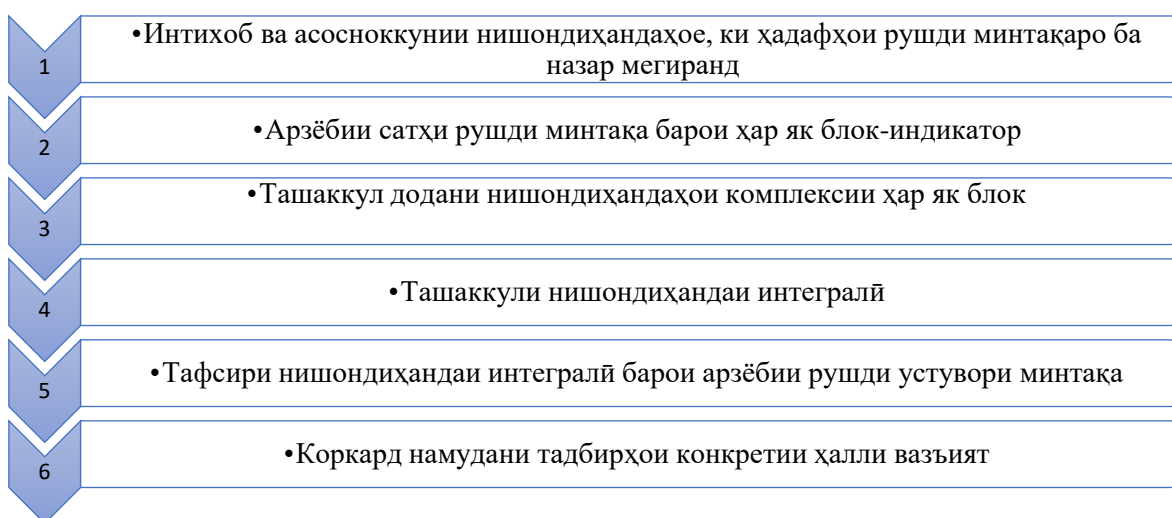 1
•Интихоб ва асосноккунии нишондиҳандаҳое, ки ҳадафҳои рушди минтақаро ба
назар мегиранд
2
•Арзёбии сатҳи рушди минтақа барои ҳар як блок-индикатор
3
•Ташаккул додани нишондиҳандаҳои комплексии ҳар як блок
4
•Ташаккули нишондиҳандаи интегралӣ
5
•Тафсири нишондиҳандаи интегралӣ барои арзёбии рушди устувори минтақа
6
•Коркард намудани тадбирҳои конкретии ҳалли вазъият